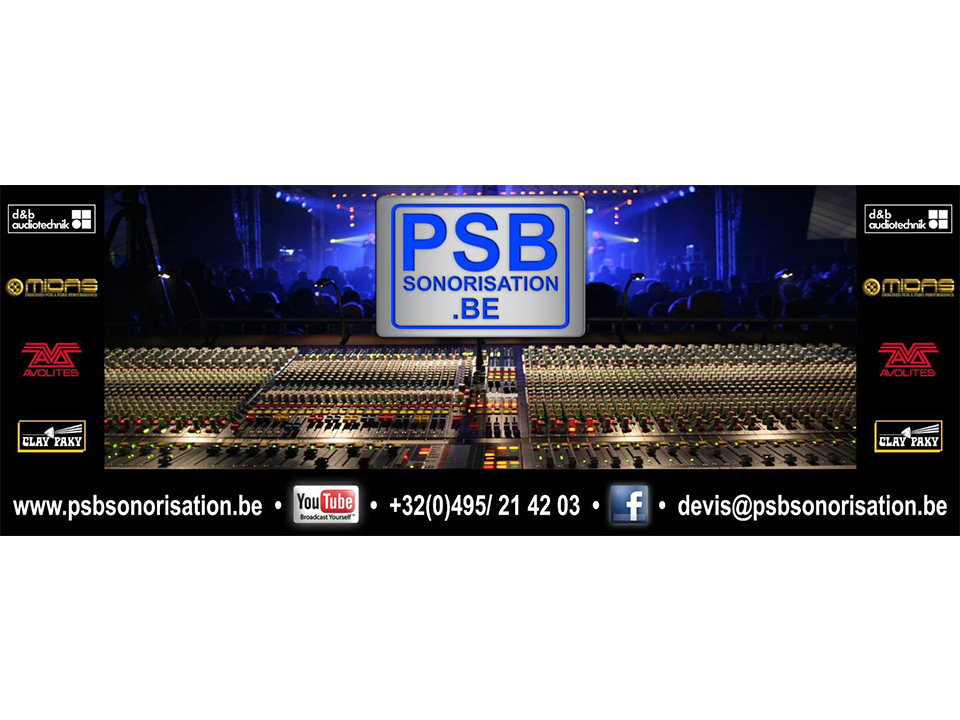 d&b
audiotechnik
MIDAS
DESIGNED FOR A PURE PERFORMANCE
AVOLITES
CLAY PAKY
PSB
SONORISATION
.BE
d&b
audiotechnik
MIDAS
DESIGNED FOR A PURE PERFORMANCE
AVOLITES
CLAY PAKY
www.psbsonorisation.be • YouTube Broadcast Yourself™ • +32(0)495/ 21 42 03 • f • devis@psbsonorisation.be